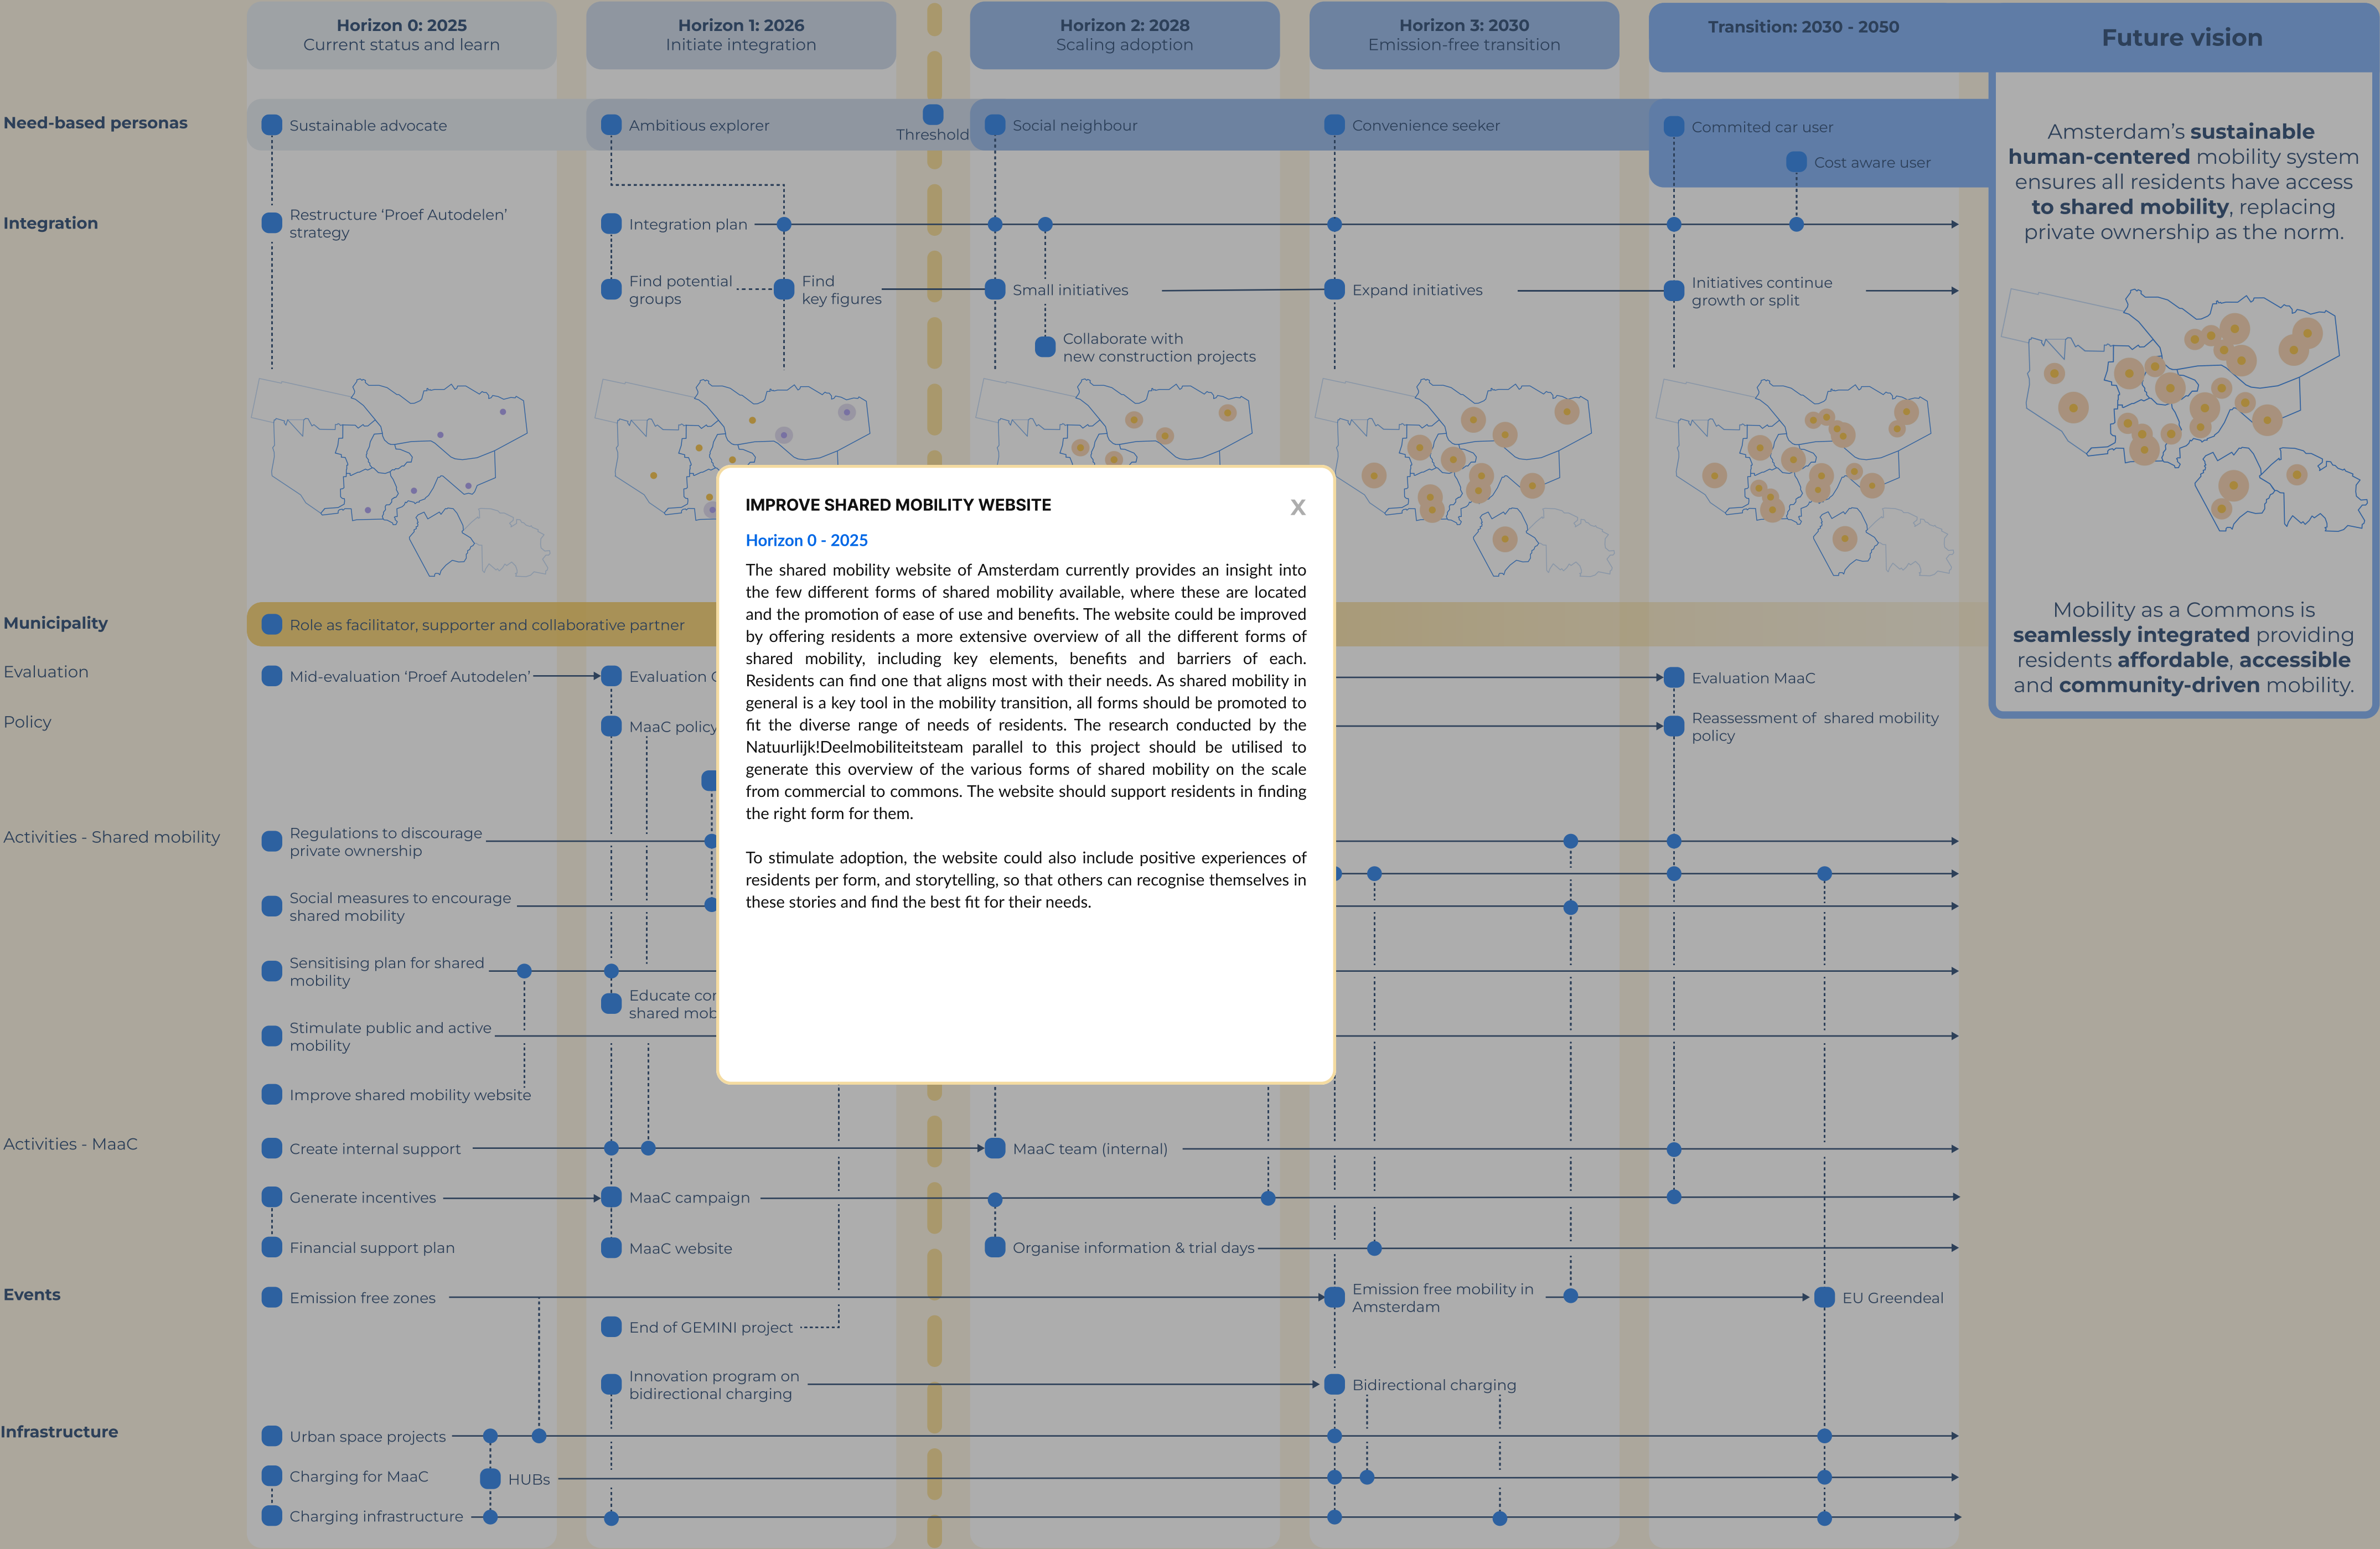 Horizon 0: 2025
Current status and learn
Horizon 1: 2026
Initiate integration
Horizon 2: 2028
Scaling adoption
Horizon 3: 2030
Emission-free transition
Transition: 2030 - 2050
Future vision
Need-based personas
Sustainable advocate
Ambitious explorer
Threshold
Social neighbour
Convenience seeker
Commited car user
Cost aware user
Amsterdam's sustainable
human-centered mobility system
ensures all residents have access
to shared mobility, replacing
private ownership as the norm.
Integration
Restructure ‘Proef Autodelen’
strategy
Integration plan
Find potential
groups
Find
key figures
Small initiatives
Expand initiatives
Initiatives continue
growth or split
Collaborate with
new construction projects
IMPROVE SHARED MOBILITY WEBSITE
X
Horizon 0 - 2025
The shared mobility website of Amsterdam currently provides an insight into
the few different forms of shared mobility available, where these are located
and the promotion of ease of use and benefits. The website could be improved
by offering residents a more extensive overview of all the different forms of
shared mobility, including key elements, benefits and barriers of each.
Residents can find one that aligns most with their needs. As shared mobility in
general is a key tool in the mobility transition, all forms should be promoted to
fit the diverse range of needs of residents. The research conducted by the
Natuurlijk!Deelmobiliteitsteam parallel to this project should be utilised to
generate this overview of the various forms of shared mobility on the scale
from commercial to commons. The website should support residents in finding
the right form for them.
To stimulate adoption, the website could also include positive experiences of
residents per form, and storytelling, so that others can recognise themselves in
these stories and find the best fit for their needs.
Mobility as a Commons is
seamlessly integrated providing
residents affordable, accessible
and community-driven mobility.
Municipality
Role as facilitator, supporter and collaborative partner
Evaluation
Mid-evaluation ‘Proef Autodelen’
Evaluation
Evaluation MaaC
Policy
MaaC policy
Reassessment of shared mobility
policy
Activities - Shared mobility
Regulations to discourage
private ownership
Social measures to encourage
shared mobility
Sensitising plan for shared
mobility
Educate
shared
Stimulate public and active
mobility
Improve shared mobility website
Activities - MaaC
Create internal support
MaaC team (internal)
Generate incentives
MaaC campaign
Financial support plan
MaaC website
Organise information & trial days
Events
Emission free zones
Emission free mobility in
Amsterdam
EU Greendeal
End of GEMINI project
Innovation program on
bidirectional charging
Bidirectional charging
Infrastructure
Urban space projects
Charging for MaaC
HUBs
Charging infrastructure